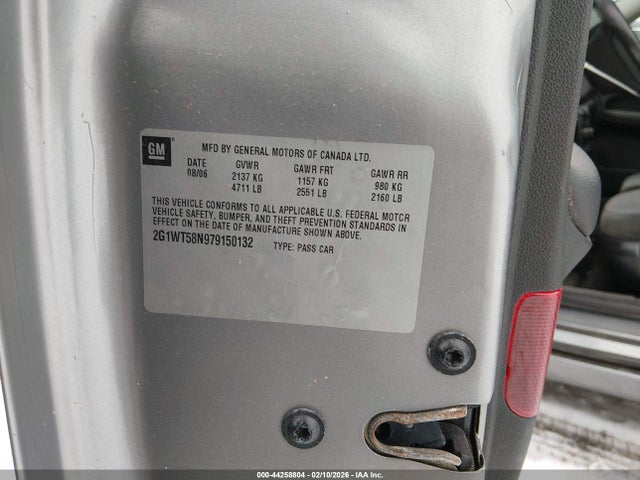 GM
MFD BY GENERAL MOTORS OF CANADA LTD.
DATE GVWR GAWR FRT GAWR RR
08/06 2137 KG 1157 KG 980 KG
4711 LB 2551 LB 2160 LB
THIS VEHICLE CONFORMS TO ALL APPLICABLE U.S. FEDERAL MOTOR
VEHICLE SAFETY, BUMPER, AND THEFT PREVENTION STANDARDS IN
EFFECT ON THE DATE OF MANUFACTURE SHOWN ABOVE.
2G1WT58N979150132 TYPE: PASS CAR
000-44258804 - 02/10/2026 - IAA Inc.